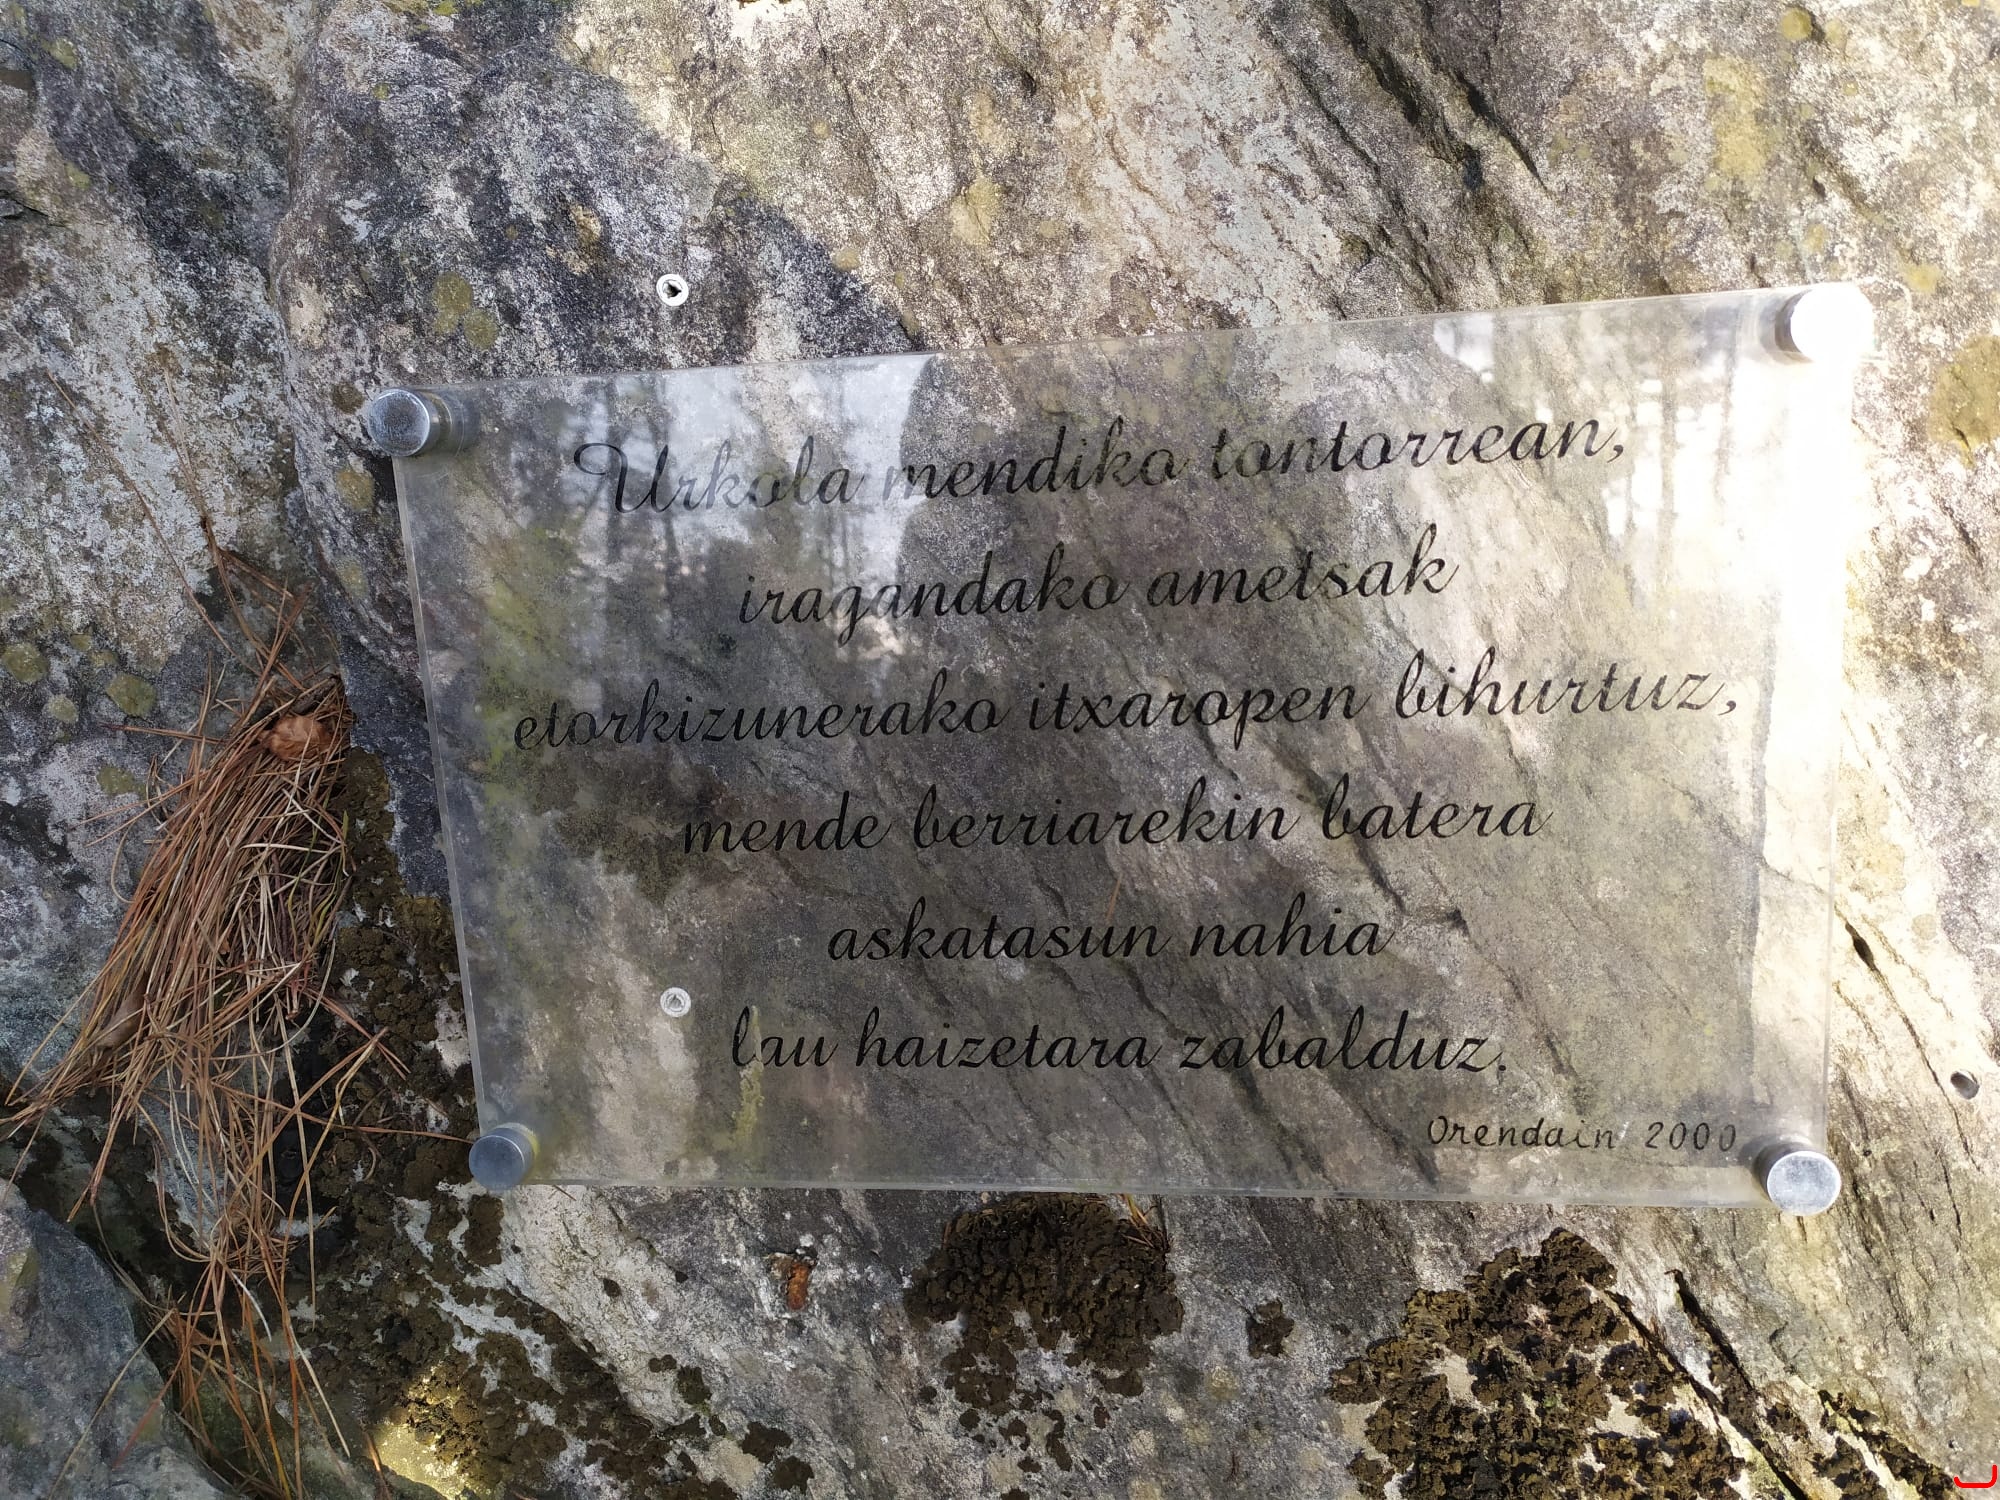 Urkola mendiko tontorrean,
iragandako ametsak
etorkizunerako itxaropen bihurtuz,
mende berriarekin batera
askatasun nahia
lau haizetara zabalduz.
Orendain 2000